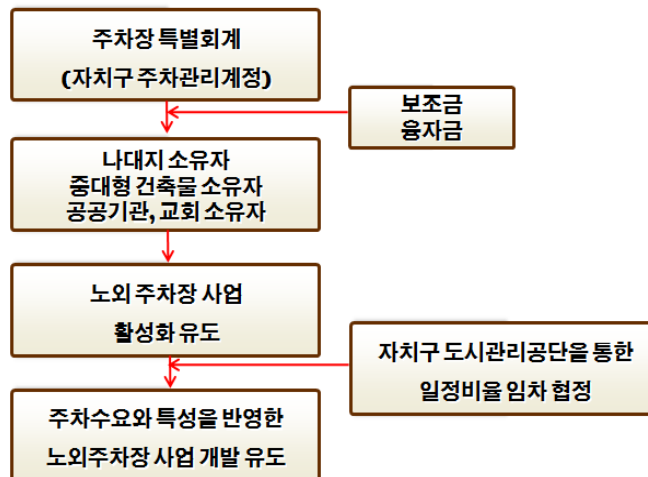 주차장 특별회계
(자치구 주차관리계정)
보조금
융자금
나대지 소유자
중대형 건축물 소유자
공공기관, 교회 소유자
노외 주차장 사업
활성화 유도
자치구 도시관리공단을 통한
일정비율 임차 협정
주차수요와 특성을 반영한
노외주차장 사업 개발 유도